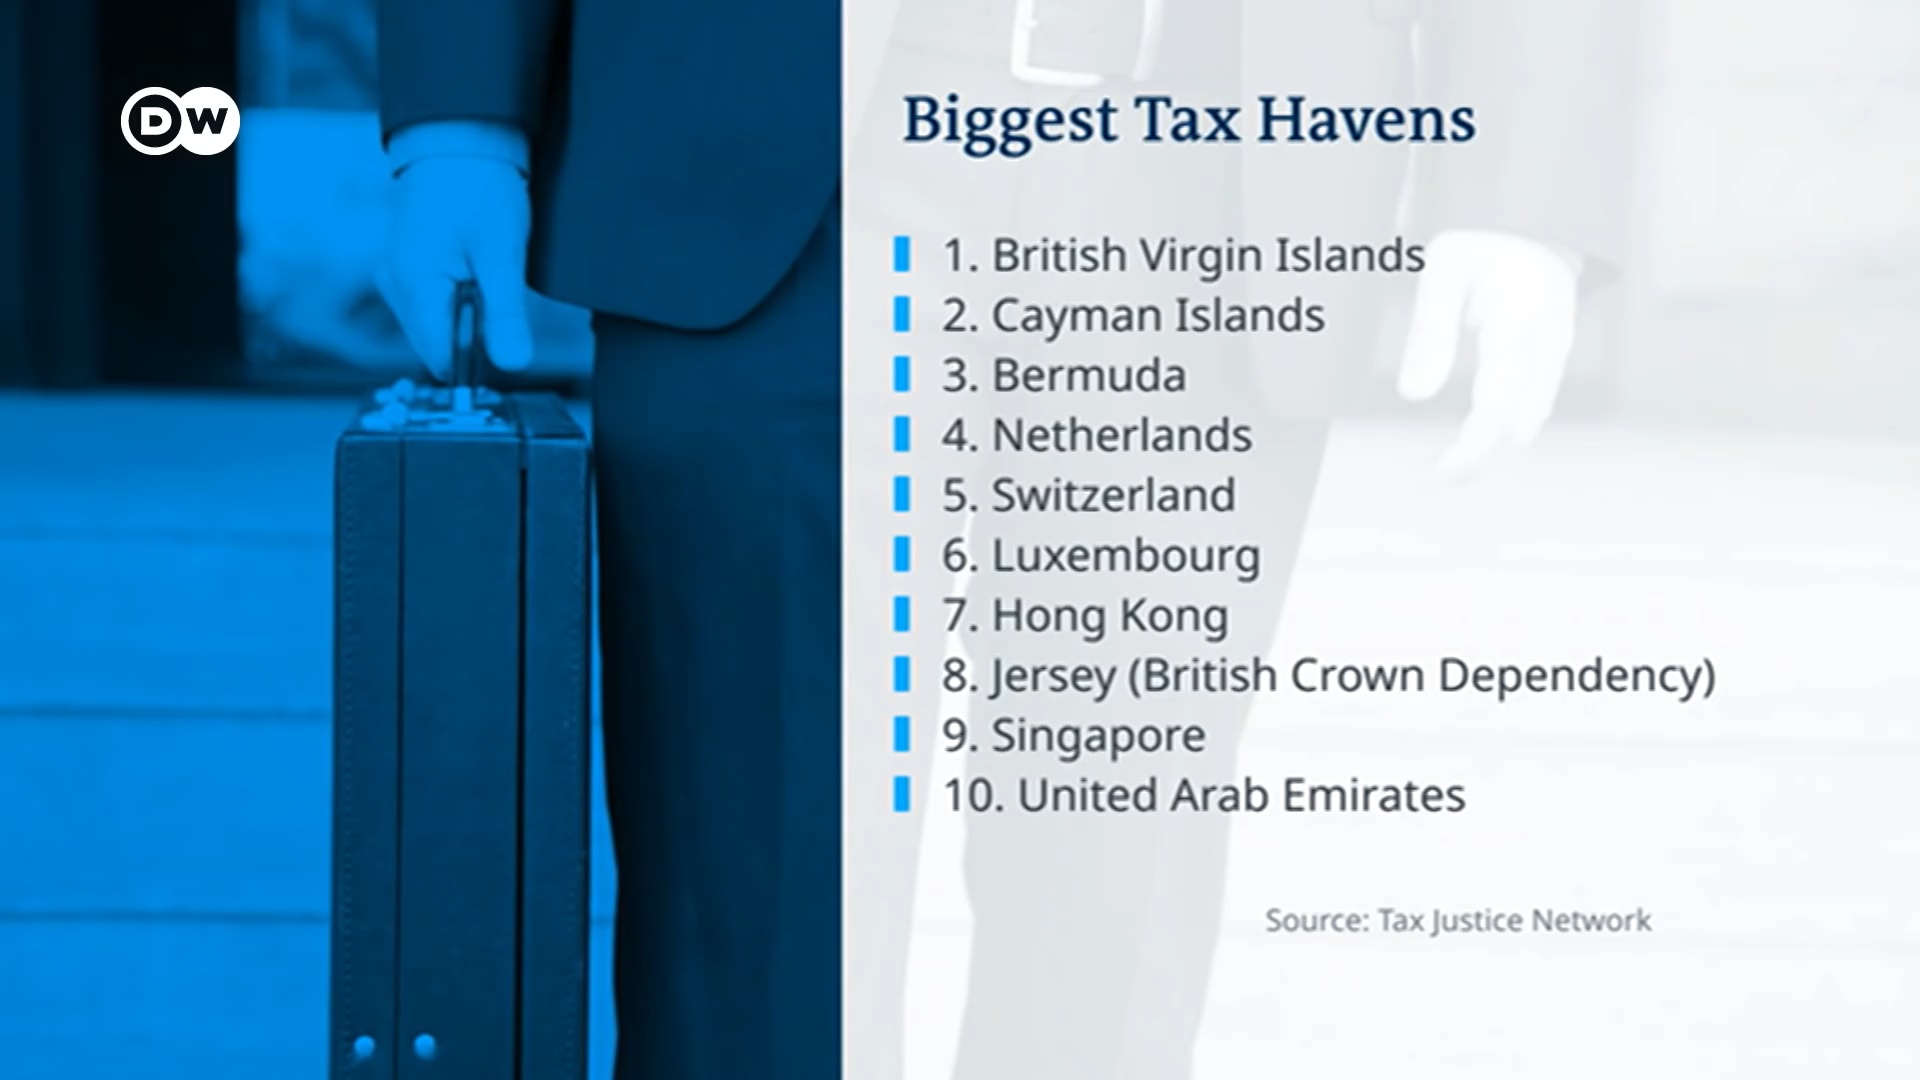 DW
Biggest Tax Havens
1. British Virgin Islands
2. Cayman Islands
3. Bermuda
4. Netherlands
5. Switzerland
6. Luxembourg
7. Hong Kong
8. Jersey (British Crown Dependency)
9. Singapore
10. United Arab Emirates
Source: Tax Justice Network